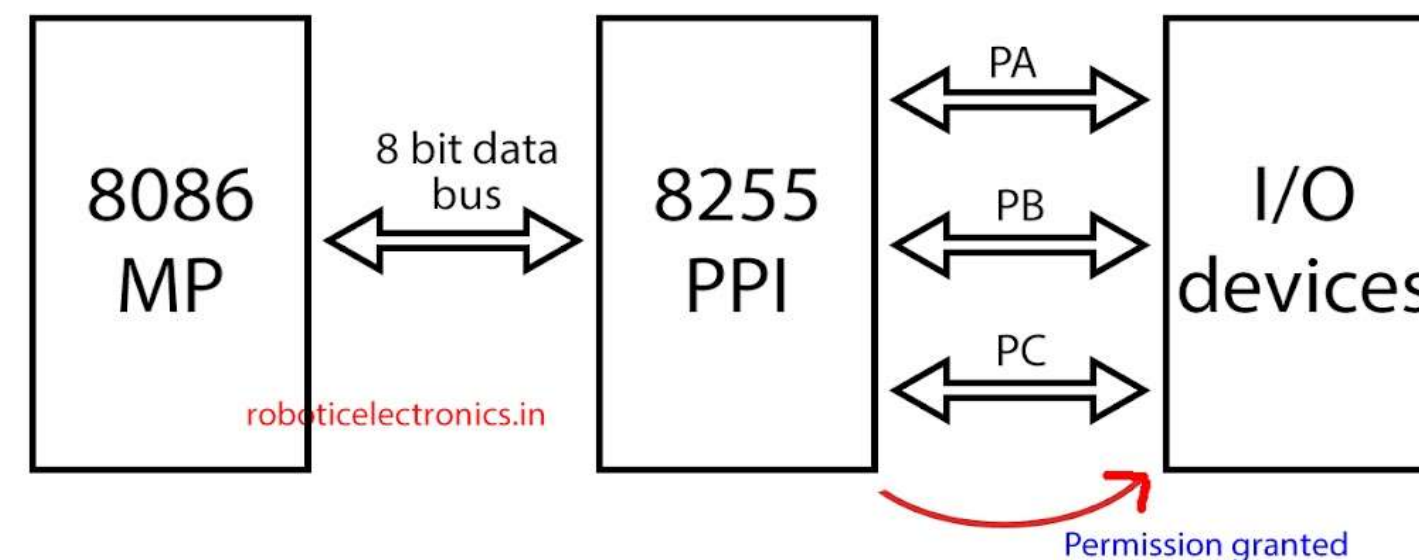 8086
MP
8 bit data
bus
8255
PPI
PA
PB
PC
I/O
devices
roboticelectronics.in
Permission granted